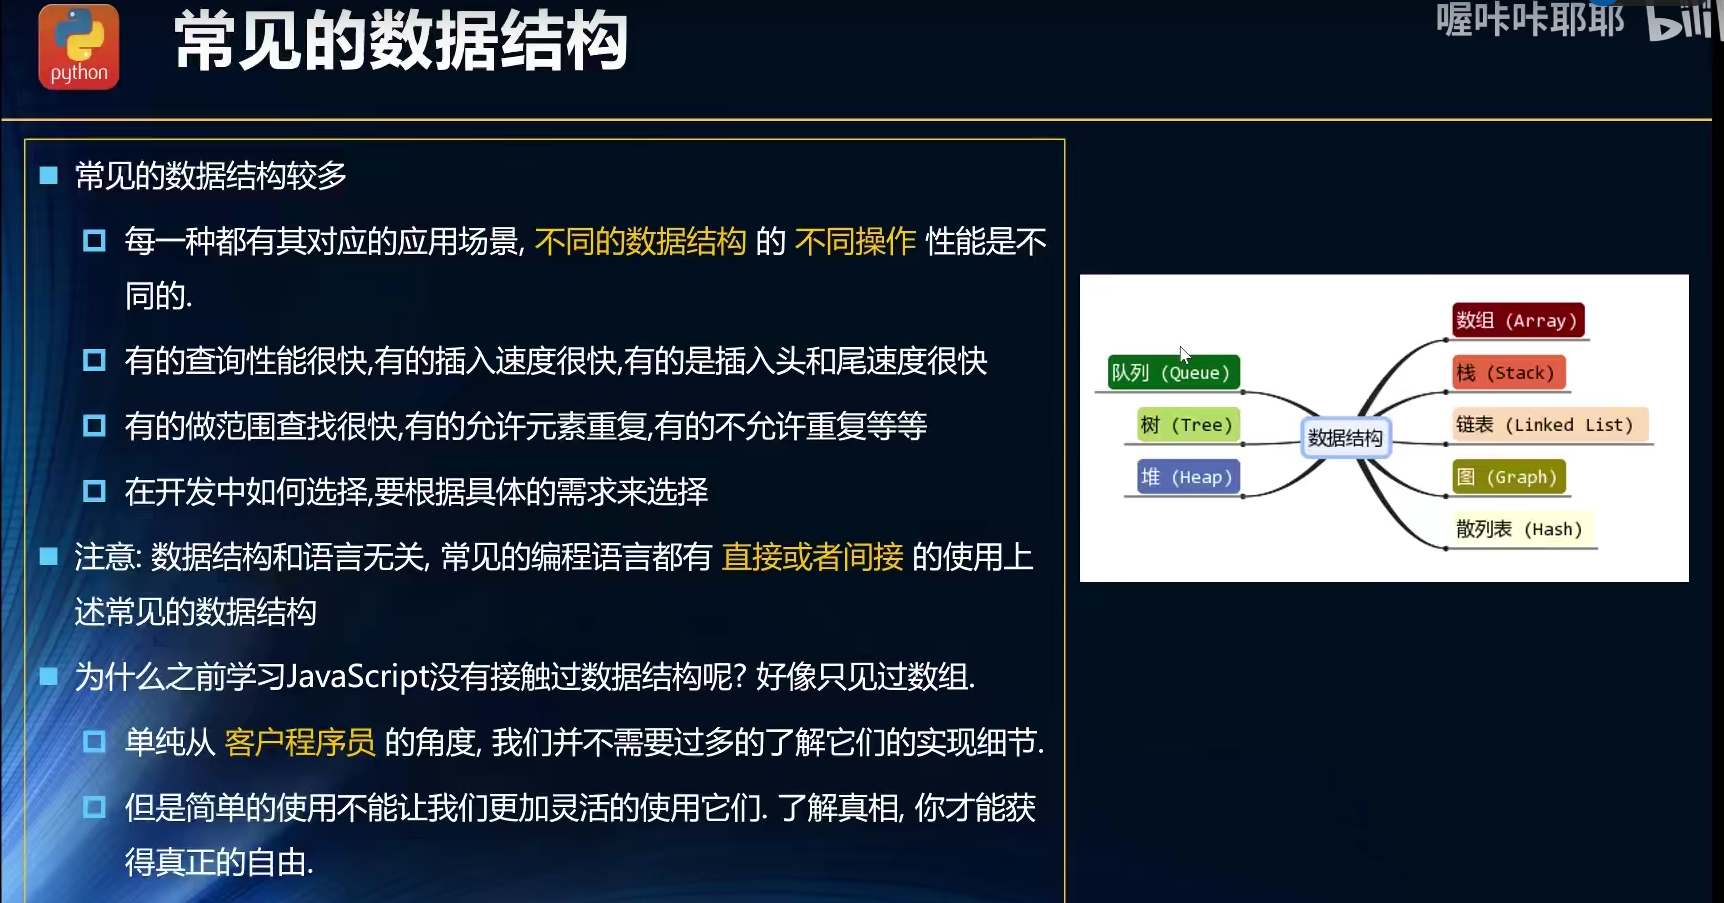 python
常见的数据结构
喔咔咔耶耶 bili
常见的数据结构较多
每一种都有其对应的应用场景, 不同的数据结构 的 不同操作 性能是不
同的.
有的查询性能很快,有的插入速度很快,有的是插入头和尾速度很快
有的做范围查找很快,有的允许元素重复,有的不允许重复等等
在开发中如何选择,要根据具体的需求来选择
注意: 数据结构和语言无关, 常见的编程语言都有 直接或者间接 的使用上
述常见的数据结构
为什么之前学习JavaScript没有接触过数据结构呢? 好像只见过数组.
单纯从 客户程序员 的角度, 我们并不需要过多的了解它们的实现细节.
但是简单的使用不能让我们更加灵活的使用它们. 了解真相, 你才能获
得真正的自由.
队列 (Queue)
树 (Tree)
堆 (Heap)
数据结构
数组 (Array)
栈 (Stack)
链表 (Linked List)
图 (Graph)
散列表 (Hash)